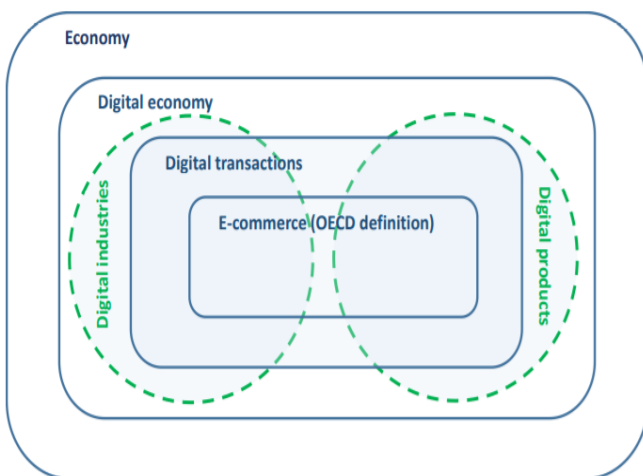 Economy
Digital economy
Digital transactions
E-commerce (OECD definition)
Digital industries
Digital products